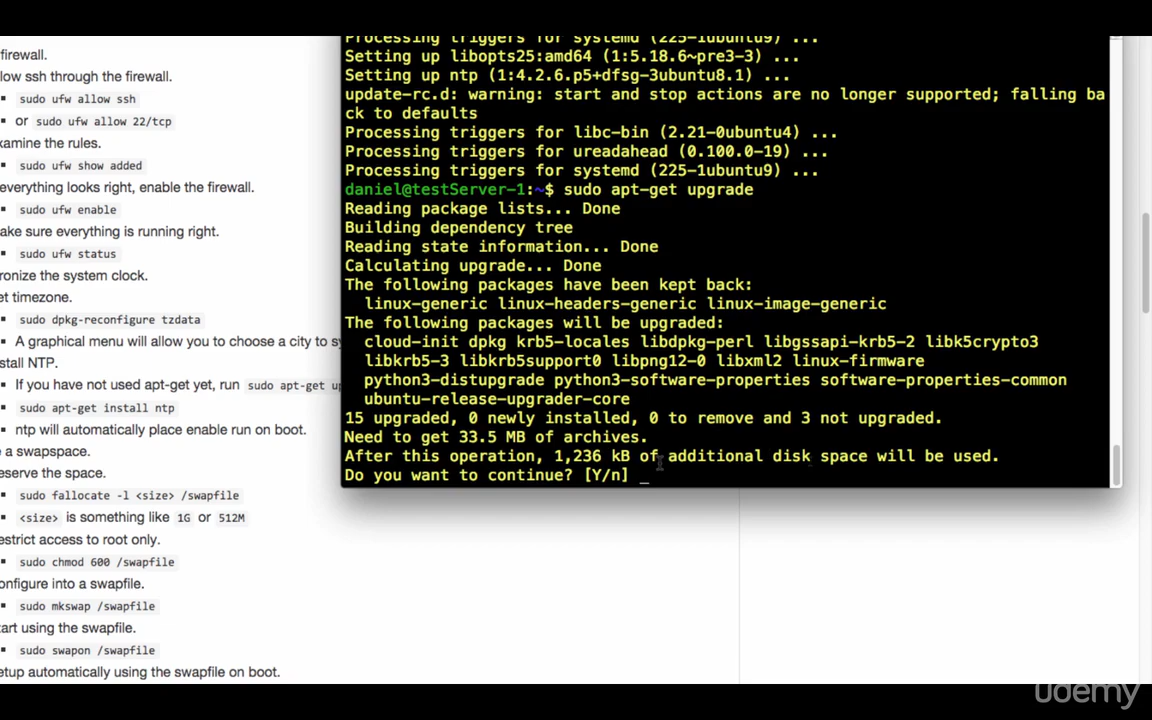 firewall.
low ssh through the firewall.
sudo ufw allow ssh
or sudo ufw allow 22/tcp
xamine the rules.
sudo ufw show added
everything looks right, enable the firewall.
sudo ufw enable
ake sure everything is running right.
sudo ufw status
ronize the system clock.
et timezone.
sudo dpkg-reconfigure tzdata
A graphical menu will allow you to choose a city to sy
nstall NTP.
If you have not used apt-get yet, run sudo apt-get up
sudo apt-get install ntp
ntp will automatically place enable run on boot.
e a swapspace.
eserve the space.
sudo fallocate -l <size> /swapfile
<size> is something like 1G or 512M
estrict access to root only.
sudo chmod 600 /swapfile
onfigure into a swapfile.
sudo mkswap /swapfile
tart using the swapfile.
sudo swapon /swapfile
etup automatically using the swapfile on boot.
Processing triggers for systemd (225-1ubuntu9) ...
Setting up libopts25:amd64 (1:5.18.6~pre3-3) ...
Setting up ntp (1:4.2.6.p5+dfsg-3ubuntu8.1) ...
update-rc.d: warning: start and stop actions are no longer supported; falling ba
ck to defaults
Processing triggers for libc-bin (2.21-0ubuntu4) ...
Processing triggers for ureadahead (0.100.0-19) ...
Processing triggers for systemd (225-1ubuntu9) ...
daniel@testServer-1:~$ sudo apt-get upgrade
Reading package lists... Done
Building dependency tree
Reading state information... Done
Calculating upgrade... Done
The following packages have been kept back:
linux-generic linux-headers-generic linux-image-generic
The following packages will be upgraded:
cloud-init dpkg krb5-locales libdpkg-perl libgssapi-krb5-2 libk5crypto3
libkrb5-3 libkrb5support0 libpng12-0 libxml2 linux-firmware
python3-distupgrade python3-software-properties software-properties-common
ubuntu-release-upgrader-core
15 upgraded, 0 newly installed, 0 to remove and 3 not upgraded.
Need to get 33.5 MB of archives.
After this operation, 1,236 kB of additional disk space will be used.
Do you want to continue? [Y/n] _
udemy